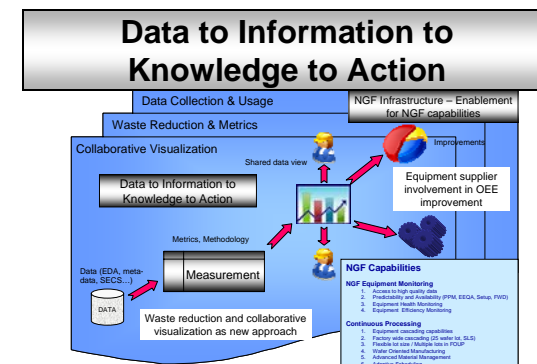 Data to Information to
Knowledge to Action
Data Collection & Usage
NGF Infrastructure – Enablement
for NGF capabilities
Waste Reduction & Metrics
Collaborative Visualization
Improvements
Shared data view
Data to Information to
Knowledge to Action
Equipment supplier
involvement in OEE
improvement
Metrics, Methodology
Data (EDA, meta-
data, SECS...)
Measurement
DATA
Waste reduction and collaborative
visualization as new approach
NGF Capabilities
NGF Equipment Monitoring
1. Access to high quality data
2. Predictability and Availability (PPM, EEQA, Setup, FWD)
3. Equipment Health Monitoring
4. Equipment Efficiency Monitoring
Continuous Processing
1. Equipment cascading capabilities
2. Factory wide cascading (25 wafer lot, SLS)
3. Flexible lot size / Multiple lots in FOUP
4. Wafer Oriented Manufacturing
5. Advanced Material Management